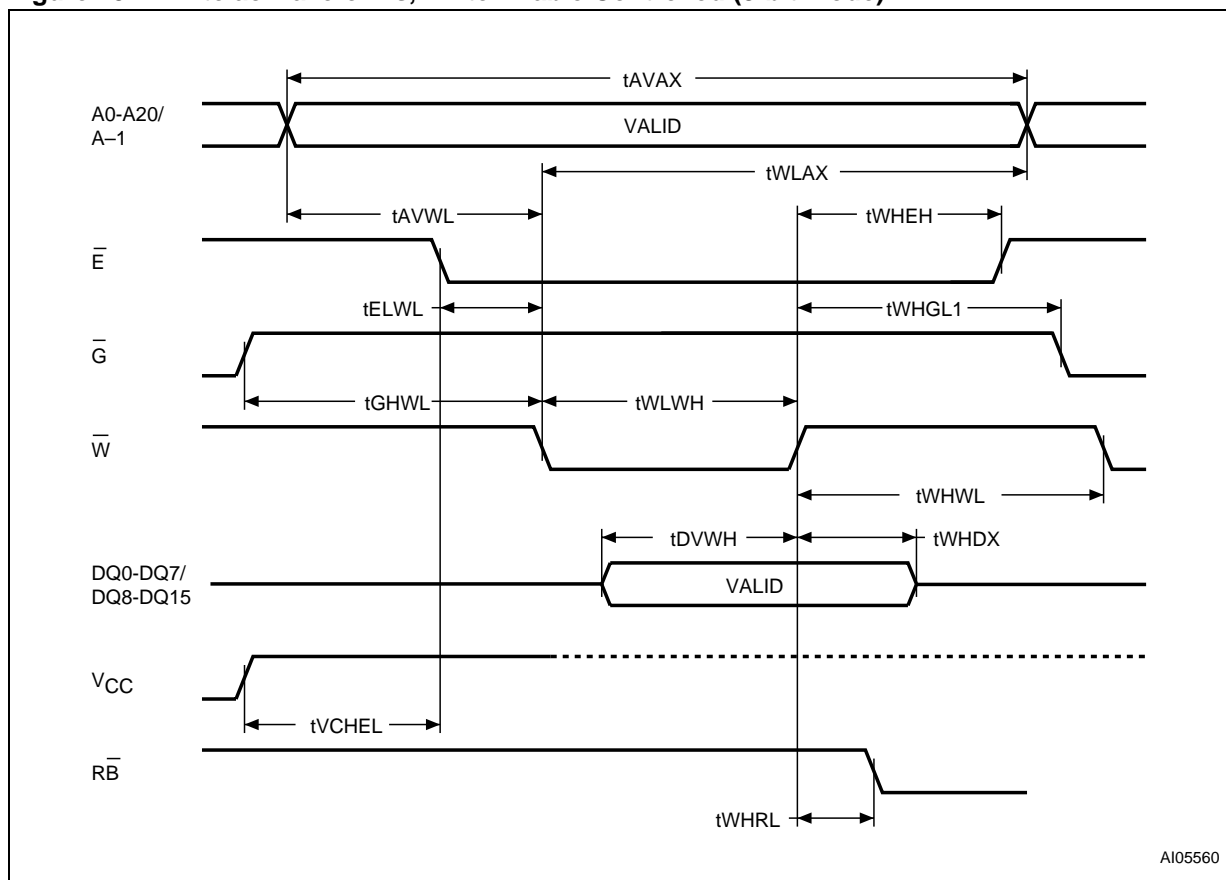 tAVAX
A0-A20/
A–1
VALID
tWLAX
tAVWL
tWHEH
E̅
tELWL
tWHGL1
G̅
tGHWL
tWLWH
W̅
tWHWL
tDVWH
tWHDX
DQ0-DQ7/
DQ8-DQ15
VALID
VCC
tVCHEL
RB̅
tWHRL
AI05560